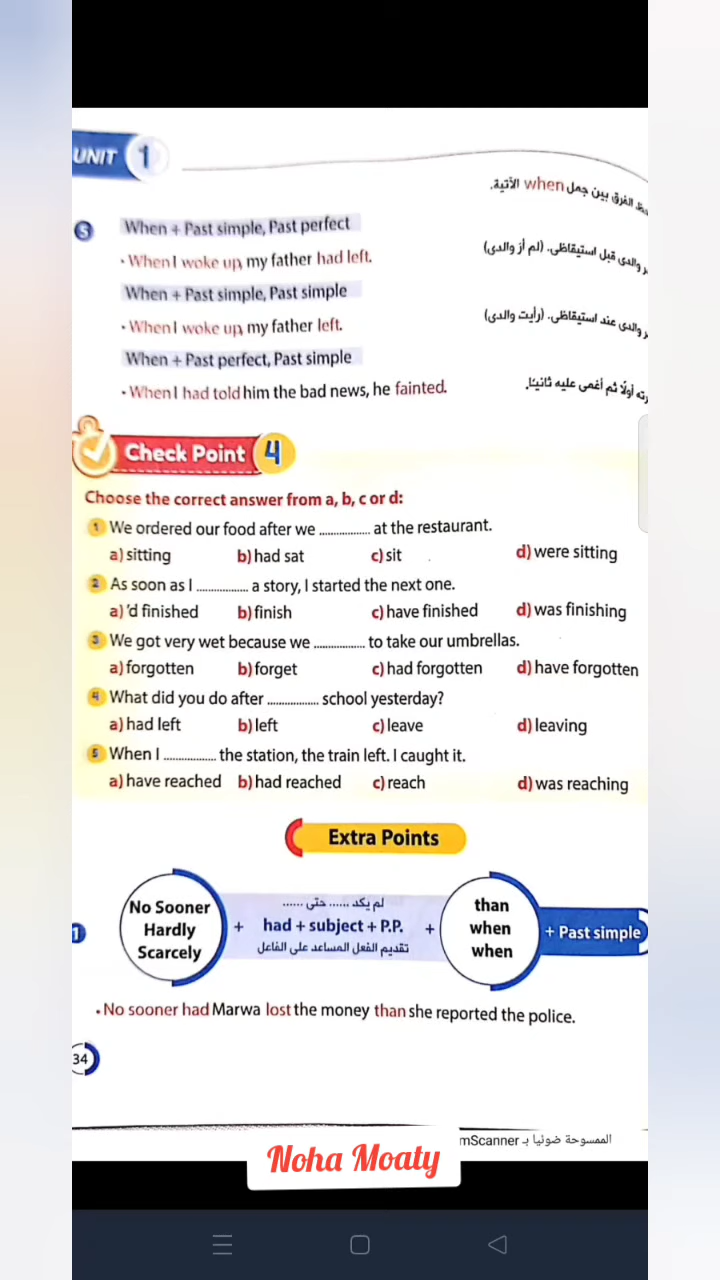 UNIT 1
الفرق بين جمل when الآتية.
5 When + Past simple, Past perfect
• When I woke up, my father had left.
والدى قبل استيقاظى. (لم أرَ والدى)
When + Past simple, Past simple
• When I woke up, my father left.
والدى عند استيقاظى. (رأيت والدى)
When + Past perfect, Past simple
• When I had told him the bad news, he fainted.
أولًا ثم أغمى عليه ثانيًا.
Check Point 4
Choose the correct answer from a, b, c or d:
1 We ordered our food after we ................ at the restaurant.
a) sitting b) had sat c) sit d) were sitting
2 As soon as I ................ a story, I started the next one.
a) 'd finished b) finish c) have finished d) was finishing
3 We got very wet because we ................ to take our umbrellas.
a) forgotten b) forget c) had forgotten d) have forgotten
4 What did you do after ................ school yesterday?
a) had left b) left c) leave d) leaving
5 When I ................ the station, the train left. I caught it.
a) have reached b) had reached c) reach d) was reaching
Extra Points
1
No Sooner
Hardly
Scarcely
+
لم يكد ...... حتى ......
had + subject + P.P.
تقديم الفعل المساعد على الفاعل
+
than
when
when
+ Past simple
• No sooner had Marwa lost the money than she reported the police.
34
الممسوحة ضوئيا بـ mScanner
Noha Moaty